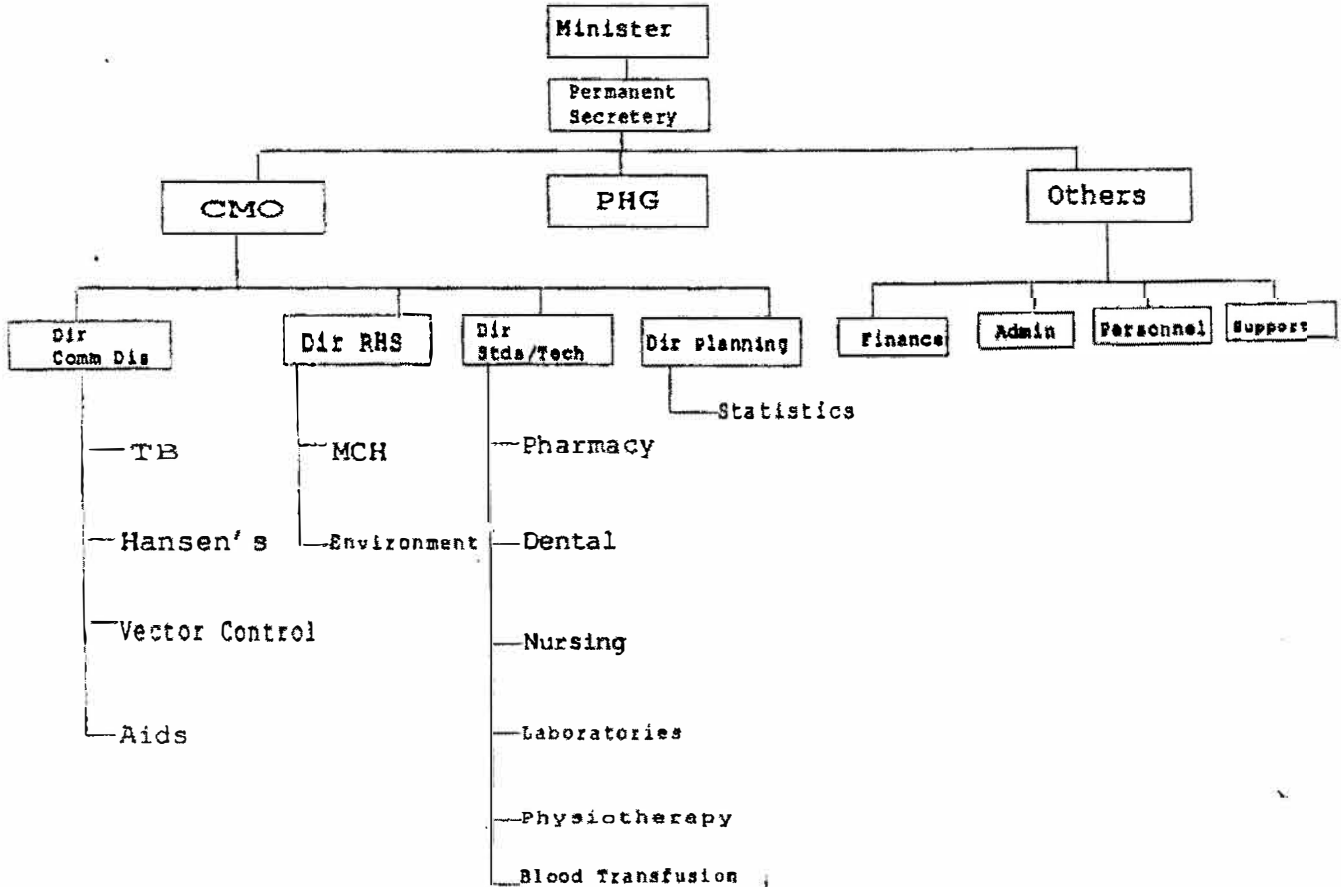 Minister
Permanent
Secretery
CMO
PHG
Others
Dir
Comm Dis
Dir RHS
Dir
Stds/Tech
Dir Planning
Finance
Admin
Personnel
Support
Statistics
TB
MCH
Pharmacy
Hansen's
Environment
Dental
Vector Control
Nursing
Aids
Laboratories
Physiotherapy
Blood Transfusion